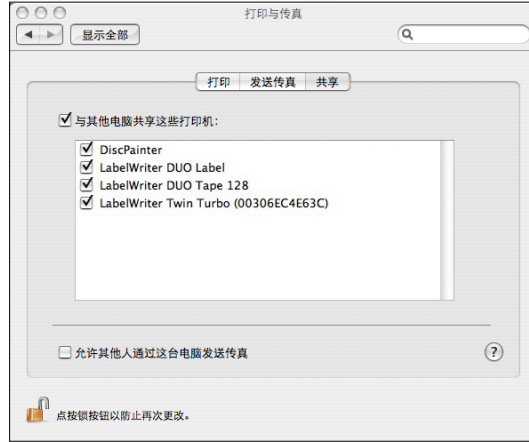 打印与传真
显示全部
打印 发送传真 共享
与其他电脑共享这些打印机：
DiscPainter
LabelWriter DUO Label
LabelWriter DUO Tape 128
LabelWriter Twin Turbo (00306EC4E63C)
允许其他人通过这台电脑发送传真
?
点按锁按钮以防止再次更改。